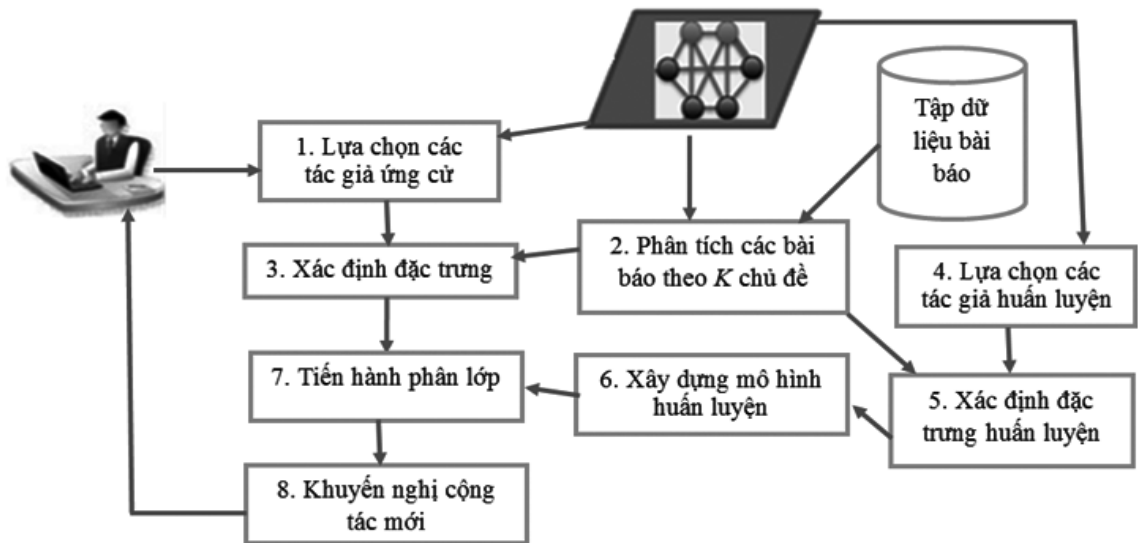 Tập dữ
liệu bài
báo
1. Lựa chọn các
tác giả ứng cử
2. Phân tích các bài
báo theo K chủ đề
3. Xác định đặc trưng
4. Lựa chọn các
tác giả huấn luyện
7. Tiến hành phân lớp
6. Xây dựng mô hình
huấn luyện
5. Xác định đặc
trưng huấn luyện
8. Khuyến nghị cộng
tác mới